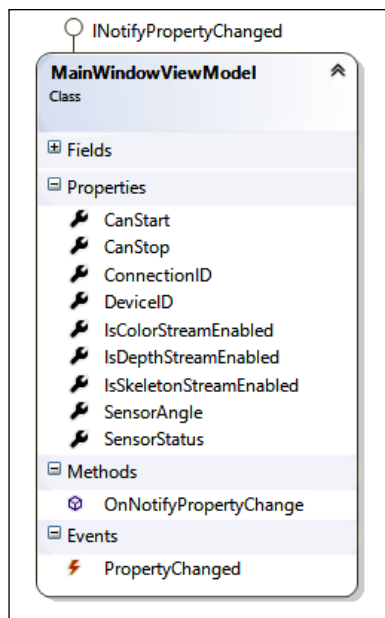 INotifyPropertyChanged
MainWindowViewModel
Class
Fields
Properties
CanStart
CanStop
ConnectionID
DeviceID
IsColorStreamEnabled
IsDepthStreamEnabled
IsSkeletonStreamEnabled
SensorAngle
SensorStatus
Methods
OnNotifyPropertyChange
Events
PropertyChanged